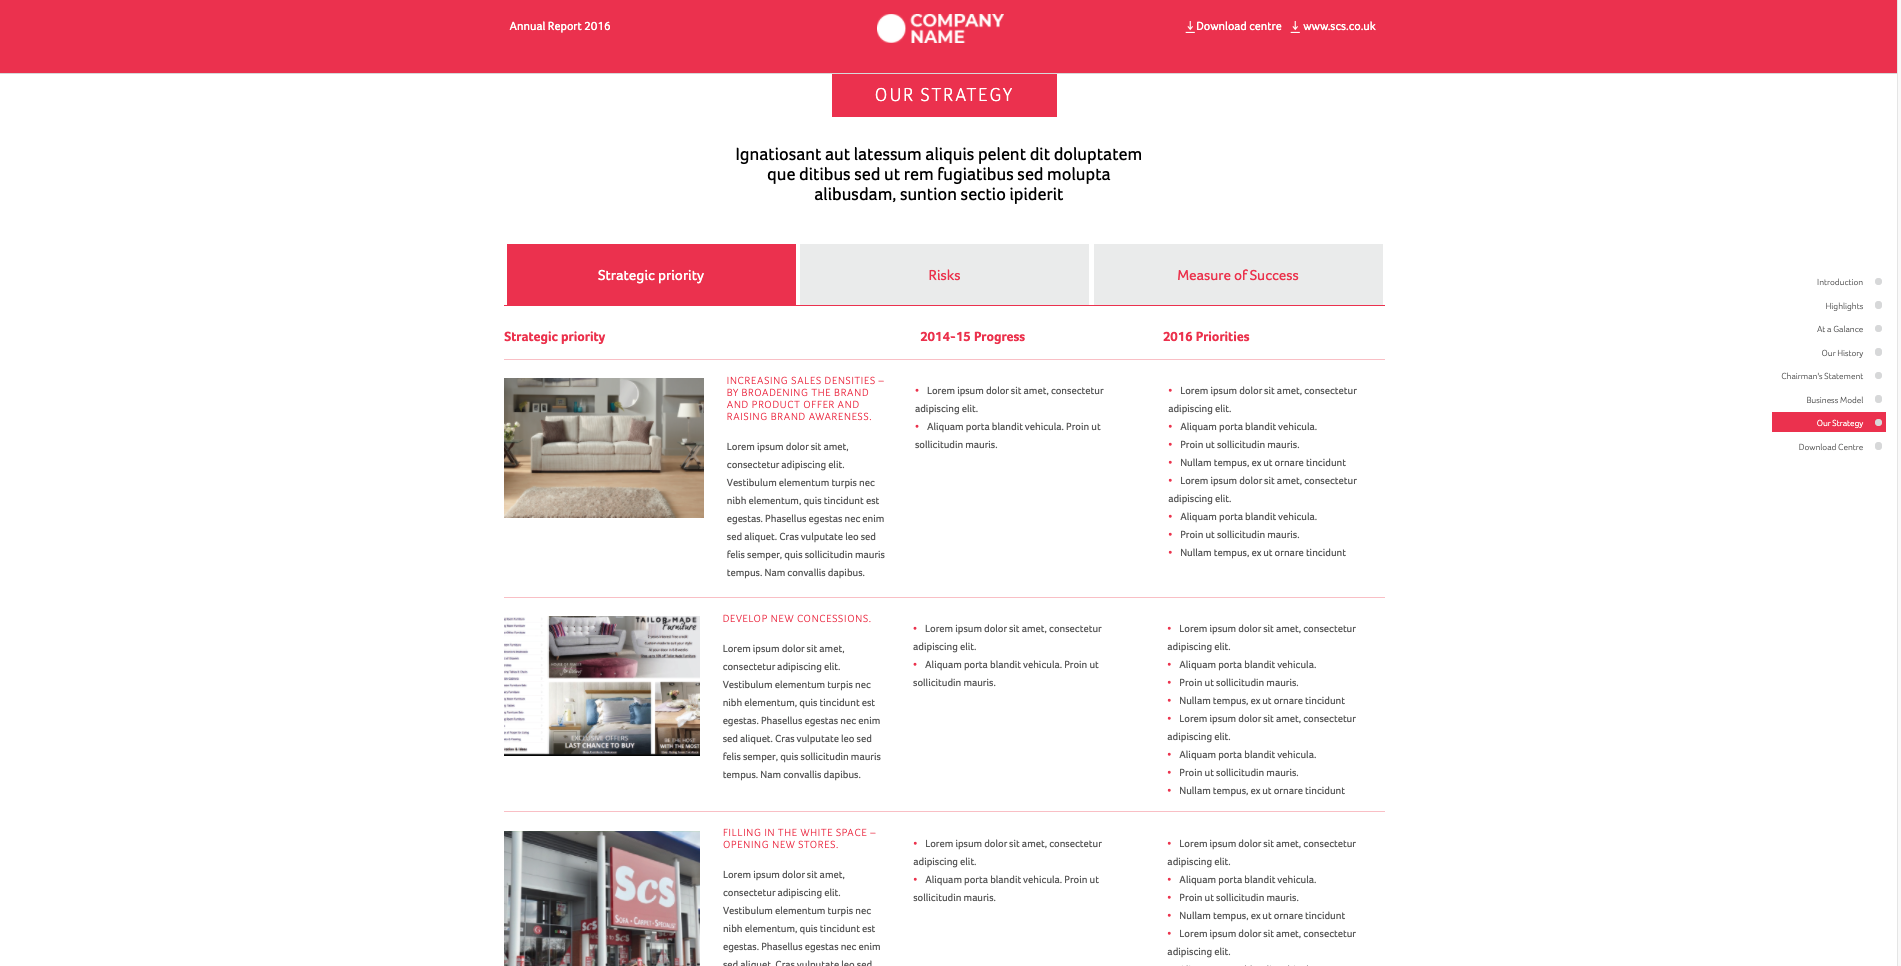 Annual Report 2016
COMPANY
NAME
Download centre
www.scs.co.uk
OUR STRATEGY
Ignatiosant aut latessum aliquis pelent dit doluptatem
que ditibus sed ut rem fugiatibus sed molupta
alibusdam, suntion sectio ipiderit
Strategic priority
Risks
Measure of Success
Introduction
Highlights
At a Galance
Our History
Chairman's Statement
Business Model
Our Strategy
Download Centre
Strategic priority
2014-15 Progress
2016 Priorities
INCREASING SALES DENSITIES –
BY BROADENING THE BRAND
AND PRODUCT OFFER AND
RAISING BRAND AWARENESS.
Lorem ipsum dolor sit amet,
consectetur adipiscing elit.
Vestibulum elementum turpis nec
nibh elementum, quis tincidunt est
egestas. Phasellus egestas nec enim
sed aliquet. Cras vulputate leo sed
felis semper, quis sollicitudin mauris
tempus. Nam convallis dapibus.
• Lorem ipsum dolor sit amet, consectetur
adipiscing elit.
• Aliquam porta blandit vehicula. Proin ut
sollicitudin mauris.
• Lorem ipsum dolor sit amet, consectetur
adipiscing elit.
• Aliquam porta blandit vehicula.
• Proin ut sollicitudin mauris.
• Nullam tempus, ex ut ornare tincidunt
• Lorem ipsum dolor sit amet, consectetur
adipiscing elit.
• Aliquam porta blandit vehicula.
• Proin ut sollicitudin mauris.
• Nullam tempus, ex ut ornare tincidunt
TAILOR MADE
Furniture
EXCLUSIVE OFFERS
LAST CHANCE TO BUY
BE THE HOST
WITH THE MOST
DEVELOP NEW CONCESSIONS.
Lorem ipsum dolor sit amet,
consectetur adipiscing elit.
Vestibulum elementum turpis nec
nibh elementum, quis tincidunt est
egestas. Phasellus egestas nec enim
sed aliquet. Cras vulputate leo sed
felis semper, quis sollicitudin mauris
tempus. Nam convallis dapibus.
• Lorem ipsum dolor sit amet, consectetur
adipiscing elit.
• Aliquam porta blandit vehicula. Proin ut
sollicitudin mauris.
• Lorem ipsum dolor sit amet, consectetur
adipiscing elit.
• Aliquam porta blandit vehicula.
• Proin ut sollicitudin mauris.
• Nullam tempus, ex ut ornare tincidunt
• Lorem ipsum dolor sit amet, consectetur
adipiscing elit.
• Aliquam porta blandit vehicula.
• Proin ut sollicitudin mauris.
• Nullam tempus, ex ut ornare tincidunt
ScS
SOFA • CARPET • SPECIALIST
ScS
FILLING IN THE WHITE SPACE –
OPENING NEW STORES.
Lorem ipsum dolor sit amet,
consectetur adipiscing elit.
Vestibulum elementum turpis nec
nibh elementum, quis tincidunt est
egestas. Phasellus egestas nec enim
sed aliquet. Cras vulputate leo sed
• Lorem ipsum dolor sit amet, consectetur
adipiscing elit.
• Aliquam porta blandit vehicula. Proin ut
sollicitudin mauris.
• Lorem ipsum dolor sit amet, consectetur
adipiscing elit.
• Aliquam porta blandit vehicula.
• Proin ut sollicitudin mauris.
• Nullam tempus, ex ut ornare tincidunt
• Lorem ipsum dolor sit amet, consectetur
adipiscing elit.